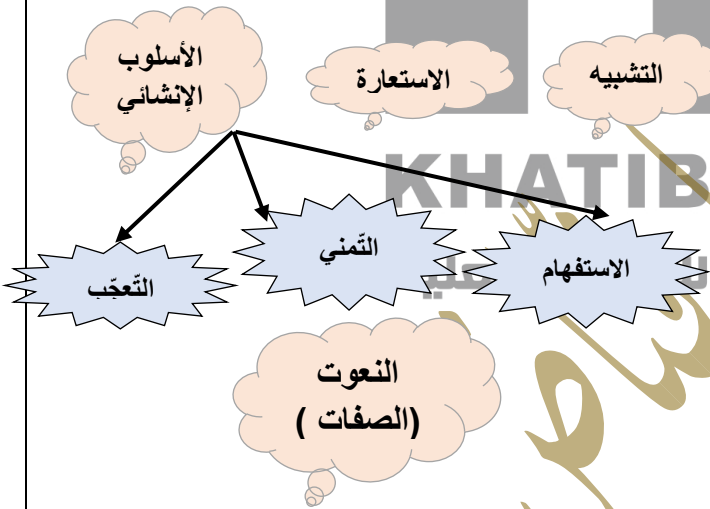 التشبيه
الاستعارة
الأسلوب
الإنشائي
KHATIB
الاستفهام
التّمني
التّعجّب
النعوت
(الصفات )